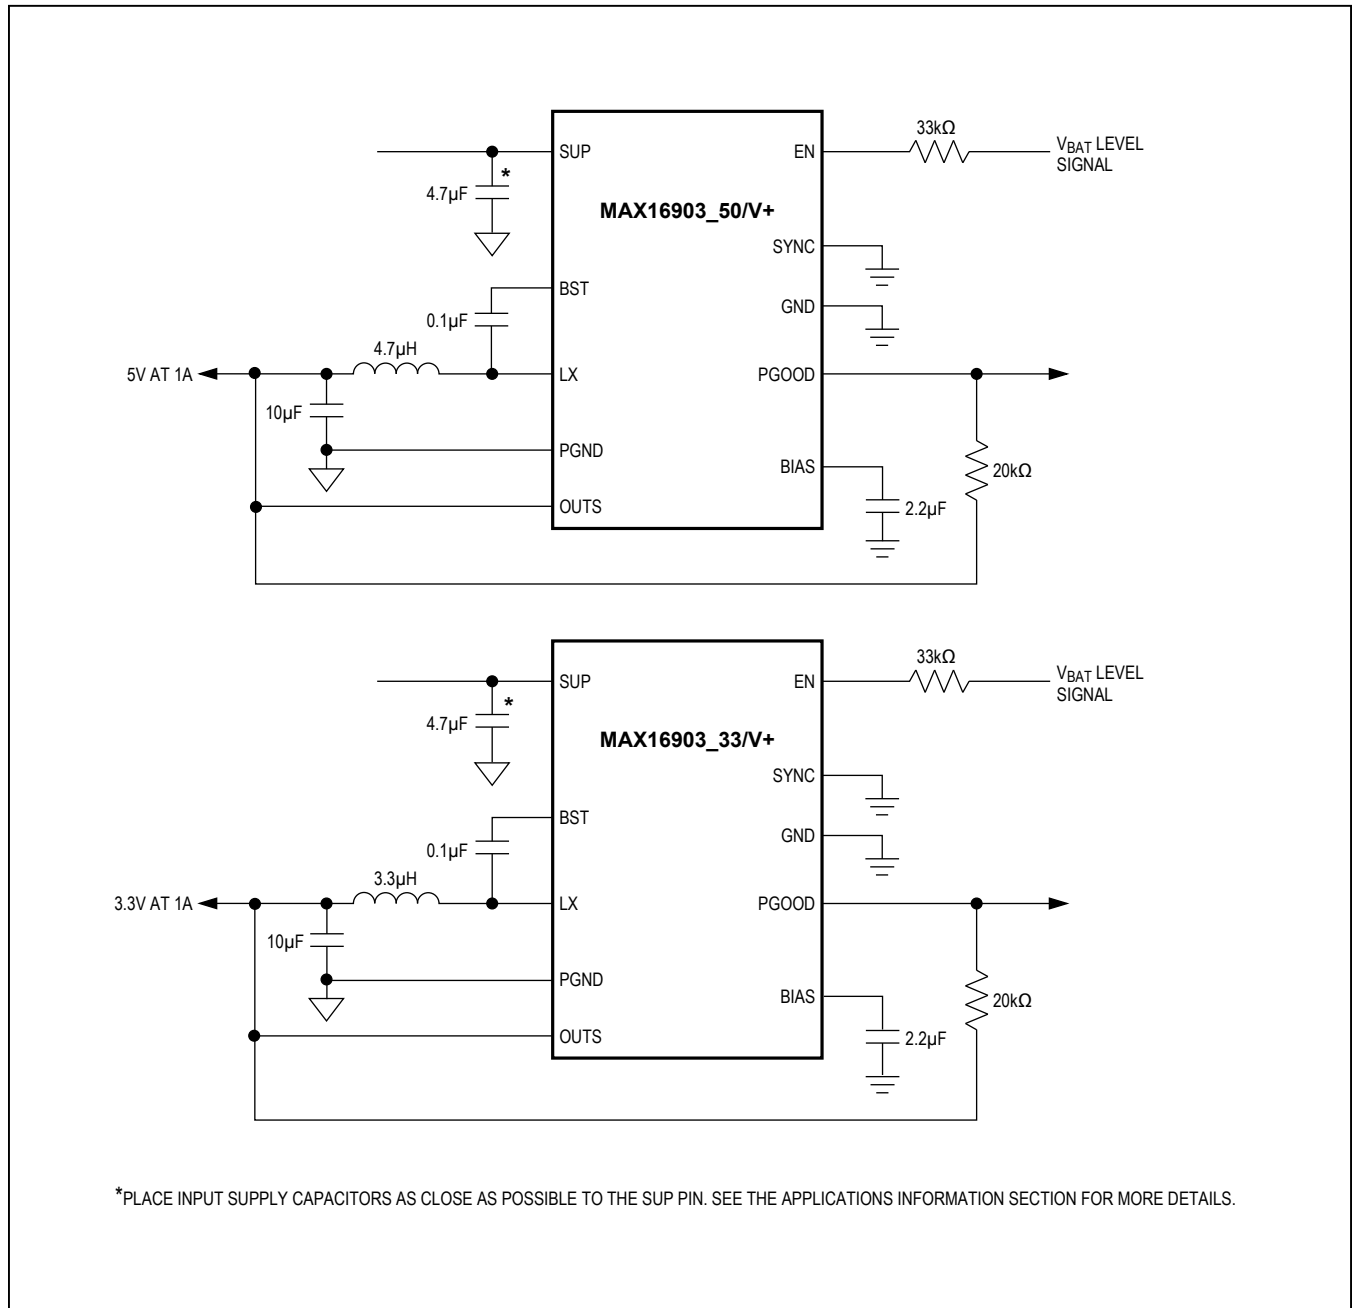 33kΩ
SUP
EN
VBAT LEVEL
SIGNAL
*
4.7µF
MAX16903_50/V+
SYNC
BST
GND
0.1µF
4.7µH
5V AT 1A
LX
PGOOD
10µF
PGND
BIAS
20kΩ
OUTS
2.2µF
33kΩ
SUP
EN
VBAT LEVEL
SIGNAL
*
4.7µF
MAX16903_33/V+
SYNC
BST
GND
0.1µF
3.3µH
3.3V AT 1A
LX
PGOOD
10µF
PGND
BIAS
20kΩ
OUTS
2.2µF
*PLACE INPUT SUPPLY CAPACITORS AS CLOSE AS POSSIBLE TO THE SUP PIN. SEE THE APPLICATIONS INFORMATION SECTION FOR MORE DETAILS.